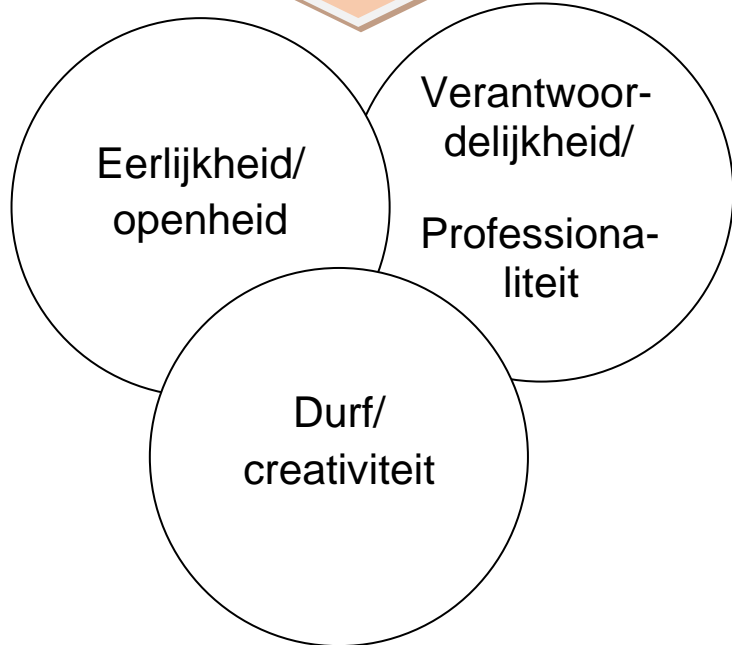 Eerlijkheid/
openheid
Verantwoor-
delijkheid/
Professiona-
liteit
Durf/
creativiteit